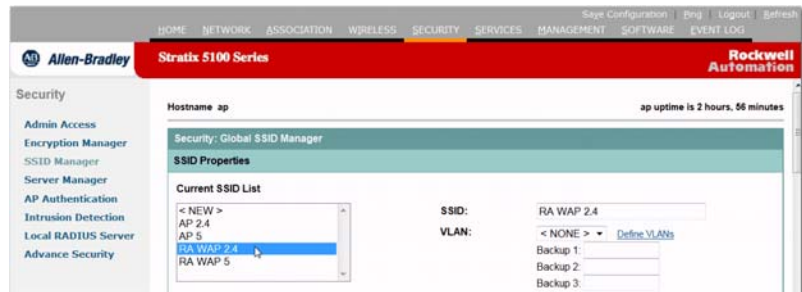 Save Configuration | Ping | Logout | Refresh
HOME NETWORK ASSOCIATION WIRELESS SECURITY SERVICES MANAGEMENT SOFTWARE EVENT LOG
AB Allen-Bradley
Stratix 5100 Series
Rockwell
Automation
Security
Admin Access
Encryption Manager
SSID Manager
Server Manager
AP Authentication
Intrusion Detection
Local RADIUS Server
Advance Security
Hostname ap
ap uptime is 2 hours, 56 minutes
Security: Global SSID Manager
SSID Properties
Current SSID List
< NEW >
AP 2.4
AP 5
RA WAP 2.4
RA WAP 5
SSID: RA WAP 2.4
VLAN: < NONE > Define VLANs
Backup 1:
Backup 2:
Backup 3: